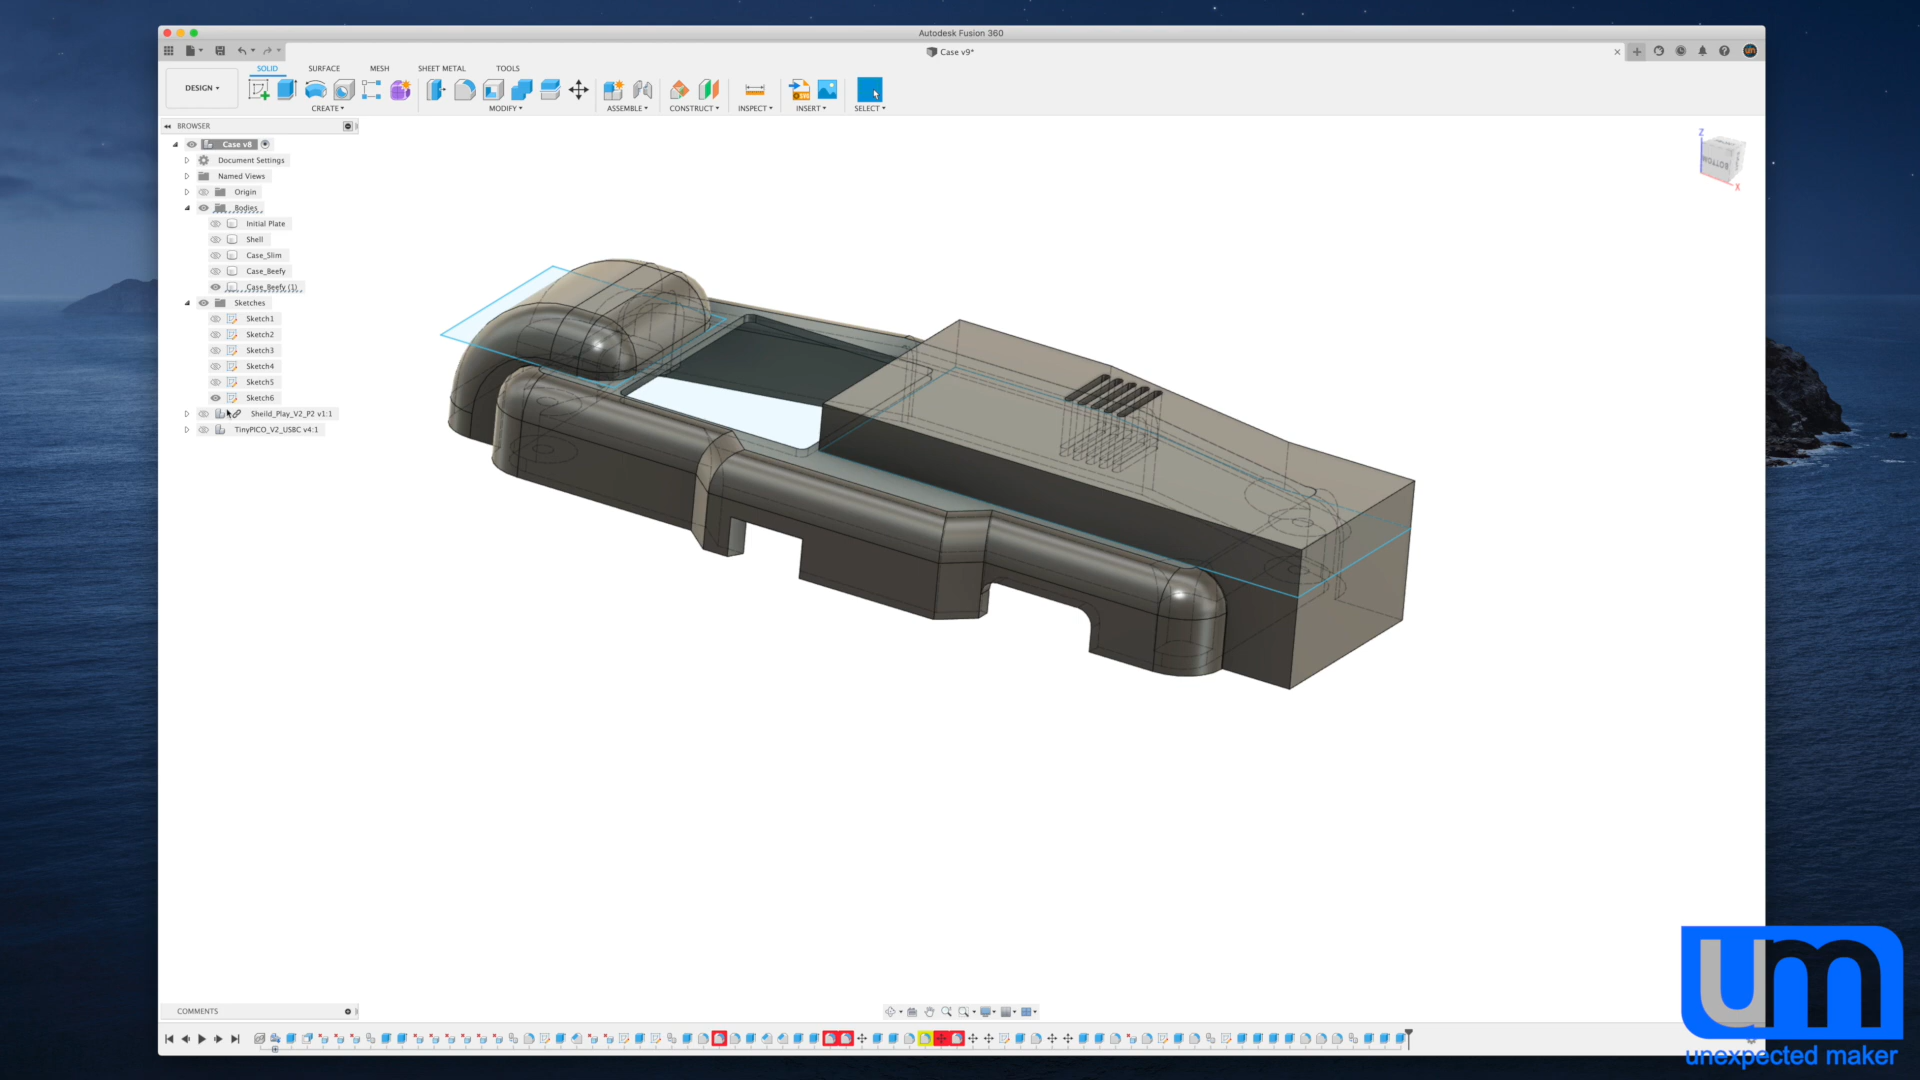 Autodesk Fusion 360
Case v9*
SOLID SURFACE MESH SHEET METAL TOOLS
DESIGN
CREATE MODIFY ASSEMBLE CONSTRUCT INSPECT INSERT SELECT
BROWSER
Case v8
Document Settings
Named Views
Origin
Bodies
Initial Plate
Shell
Case_Slim
Case_Beefy
Case_Beefy (1)
Sketches
Sketch1
Sketch2
Sketch3
Sketch4
Sketch5
Sketch6
Sheild_Play_V2_P2 v1:1
TinyPICO_V2_USBC v4:1
Z
BOTTOM
X
COMMENTS
um
unexpected maker